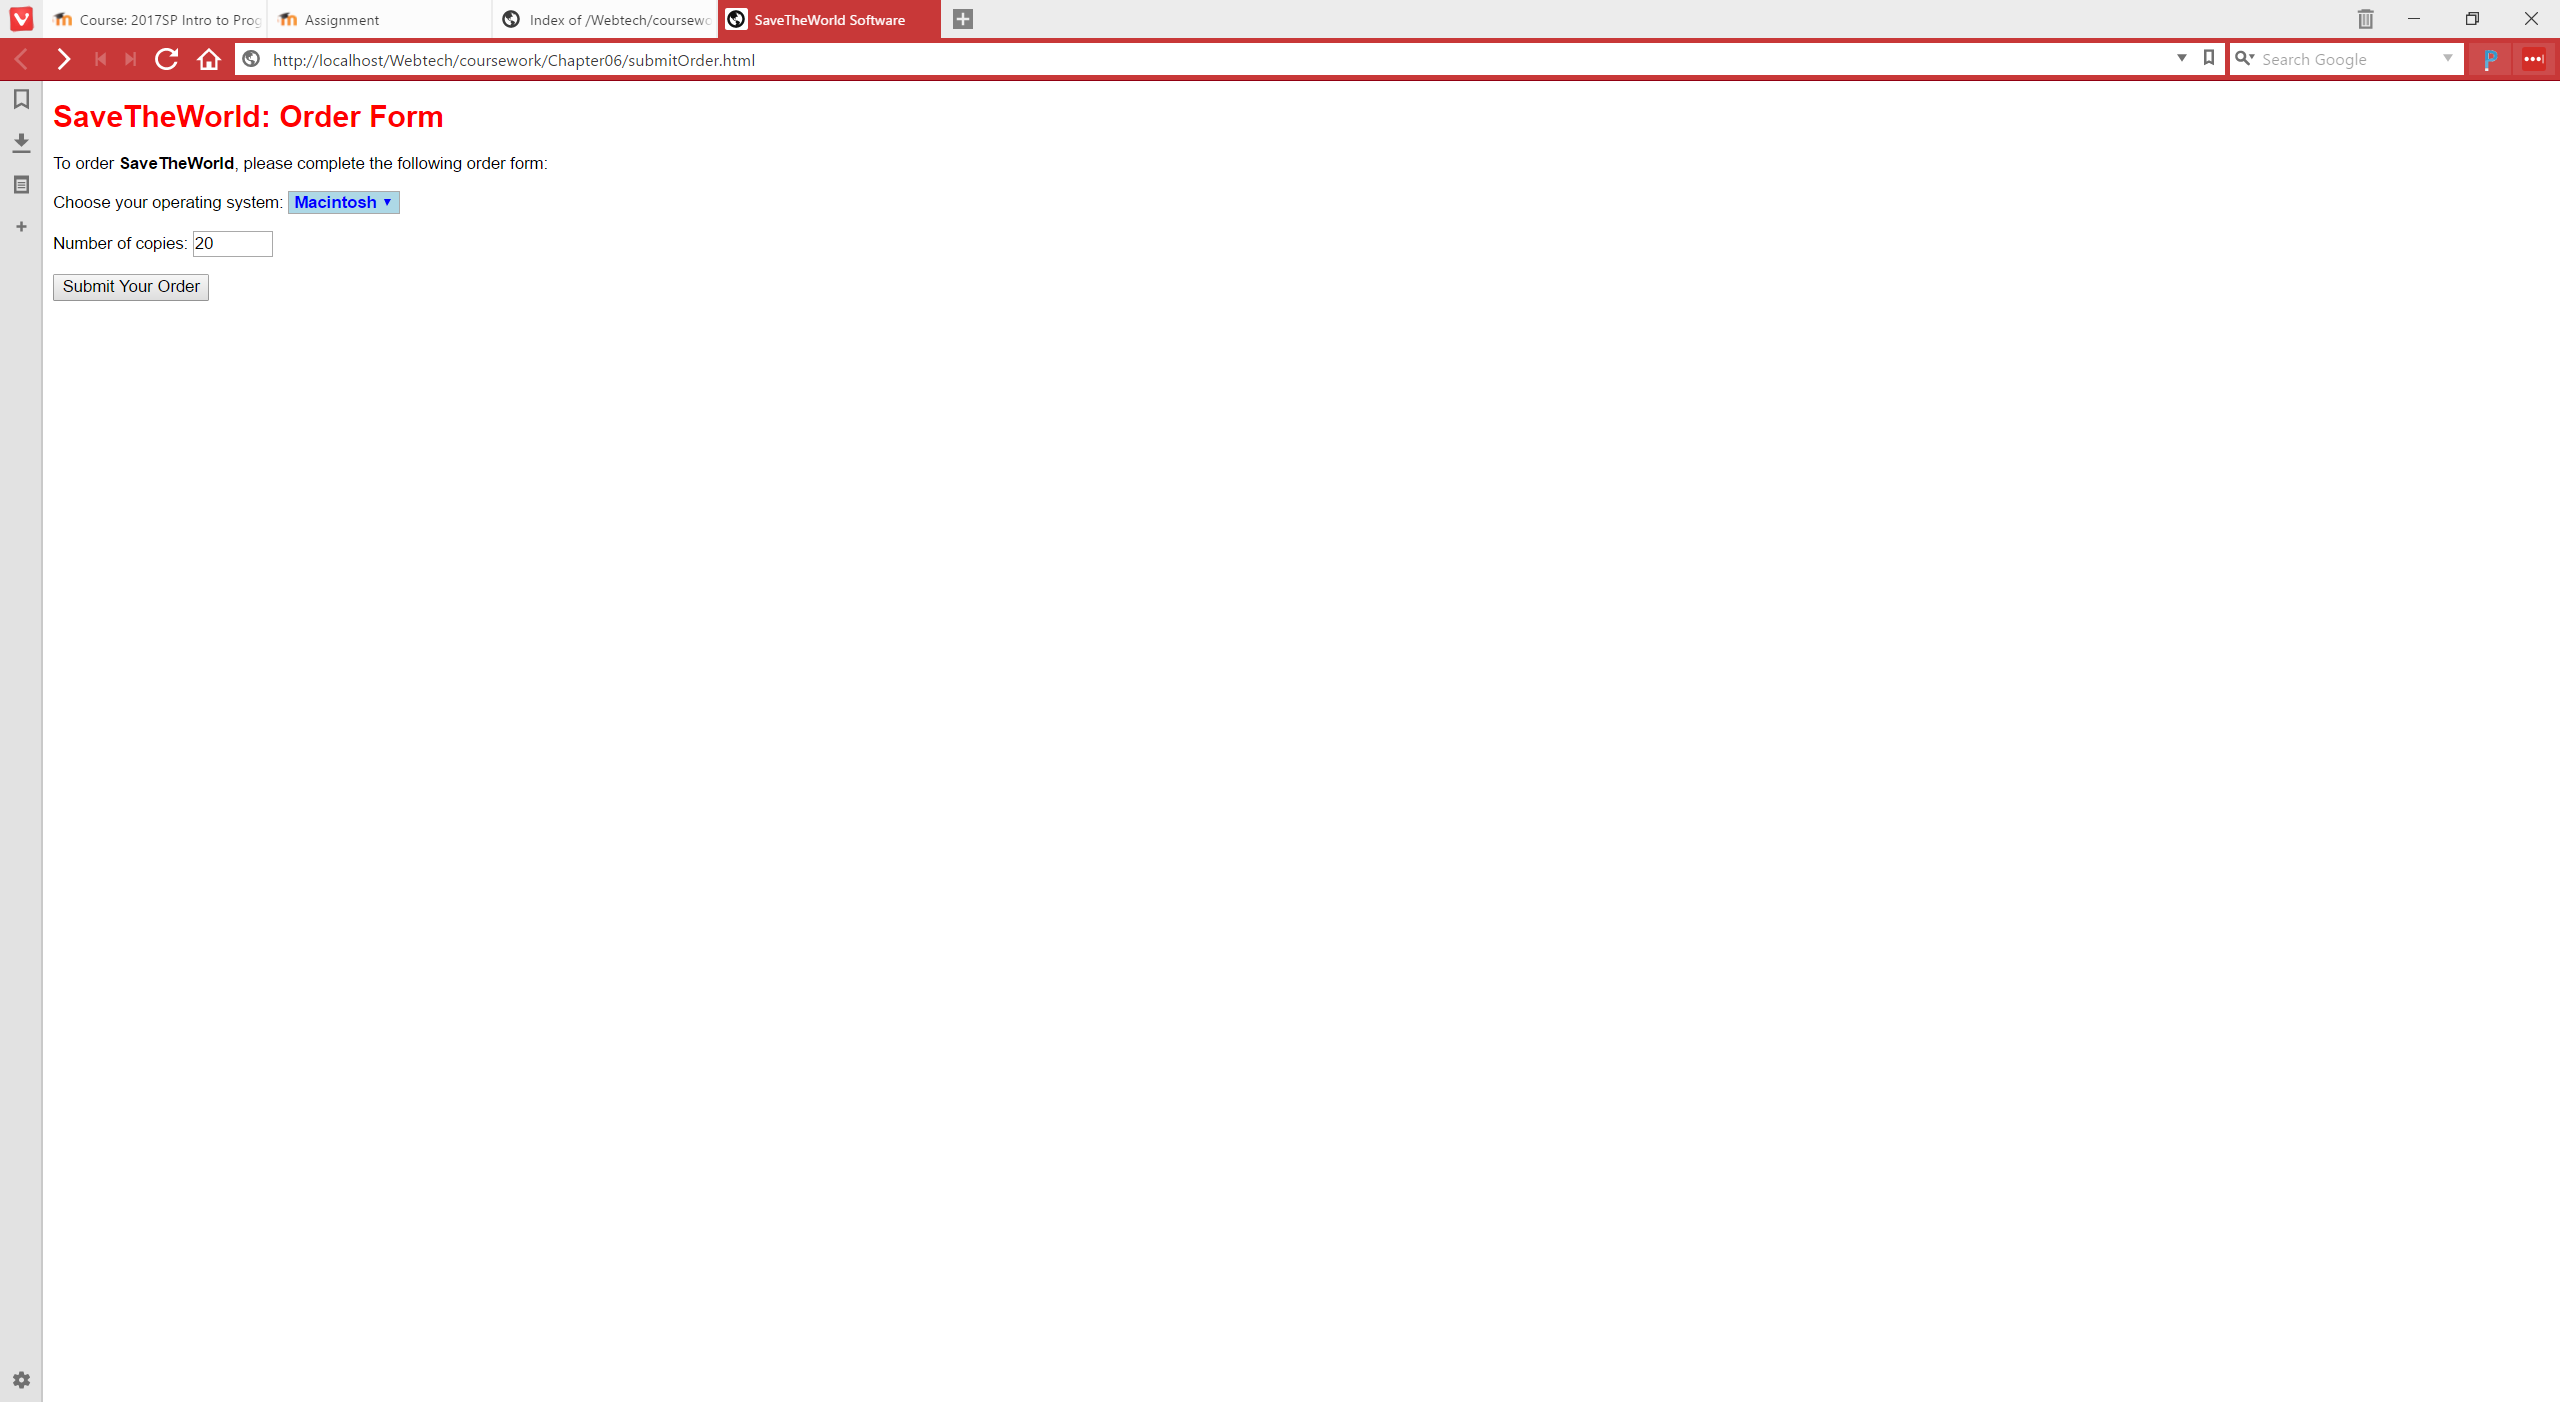 Course: 2017SP Intro to Prog
Assignment
Index of /Webtech/coursewo
SaveTheWorld Software
http://localhost/Webtech/coursework/Chapter06/submitOrder.html
Search Google
SaveTheWorld: Order Form
To order SaveTheWorld, please complete the following order form:
Choose your operating system: Macintosh
Number of copies: 20
Submit Your Order